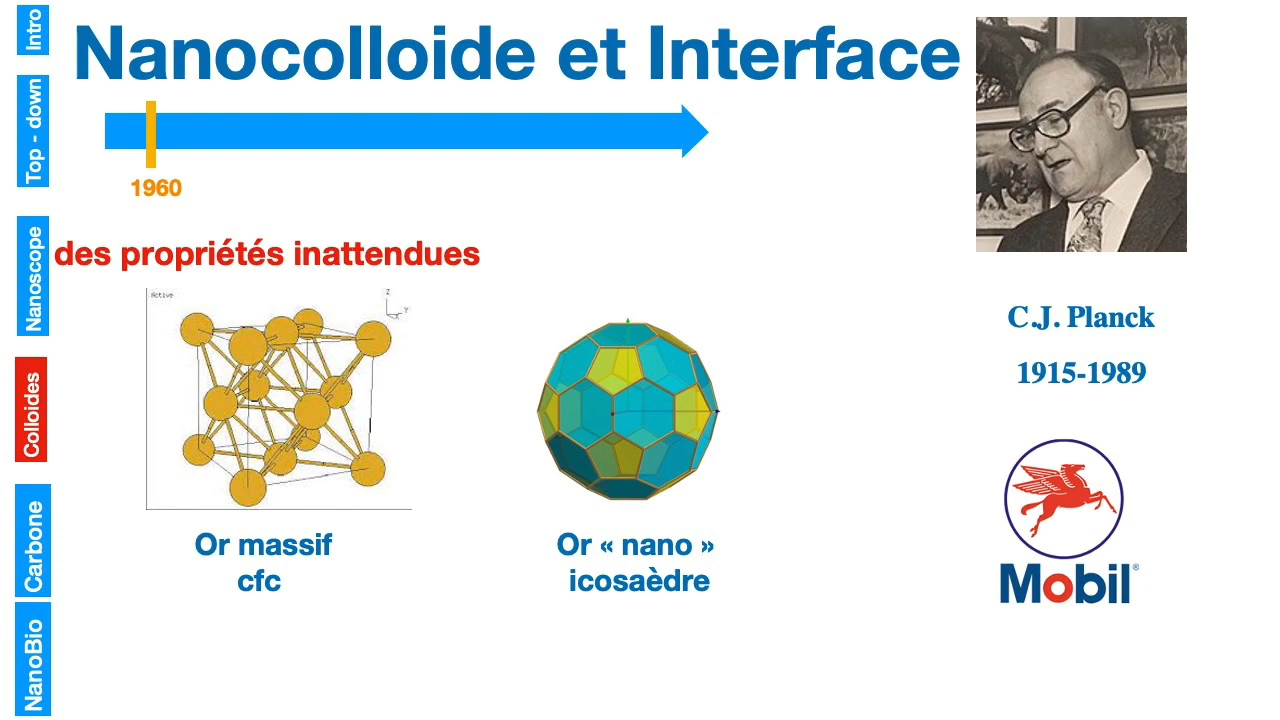 Intro
Top - down
Nanoscope
Colloides
Carbone
NanoBio
Nanocolloide et Interface
1960
des propriétés inattendues
Active
Z
Y
X
Or massif
cfc
Or « nano »
icosaèdre
C.J. Planck
1915-1989
Mobil®